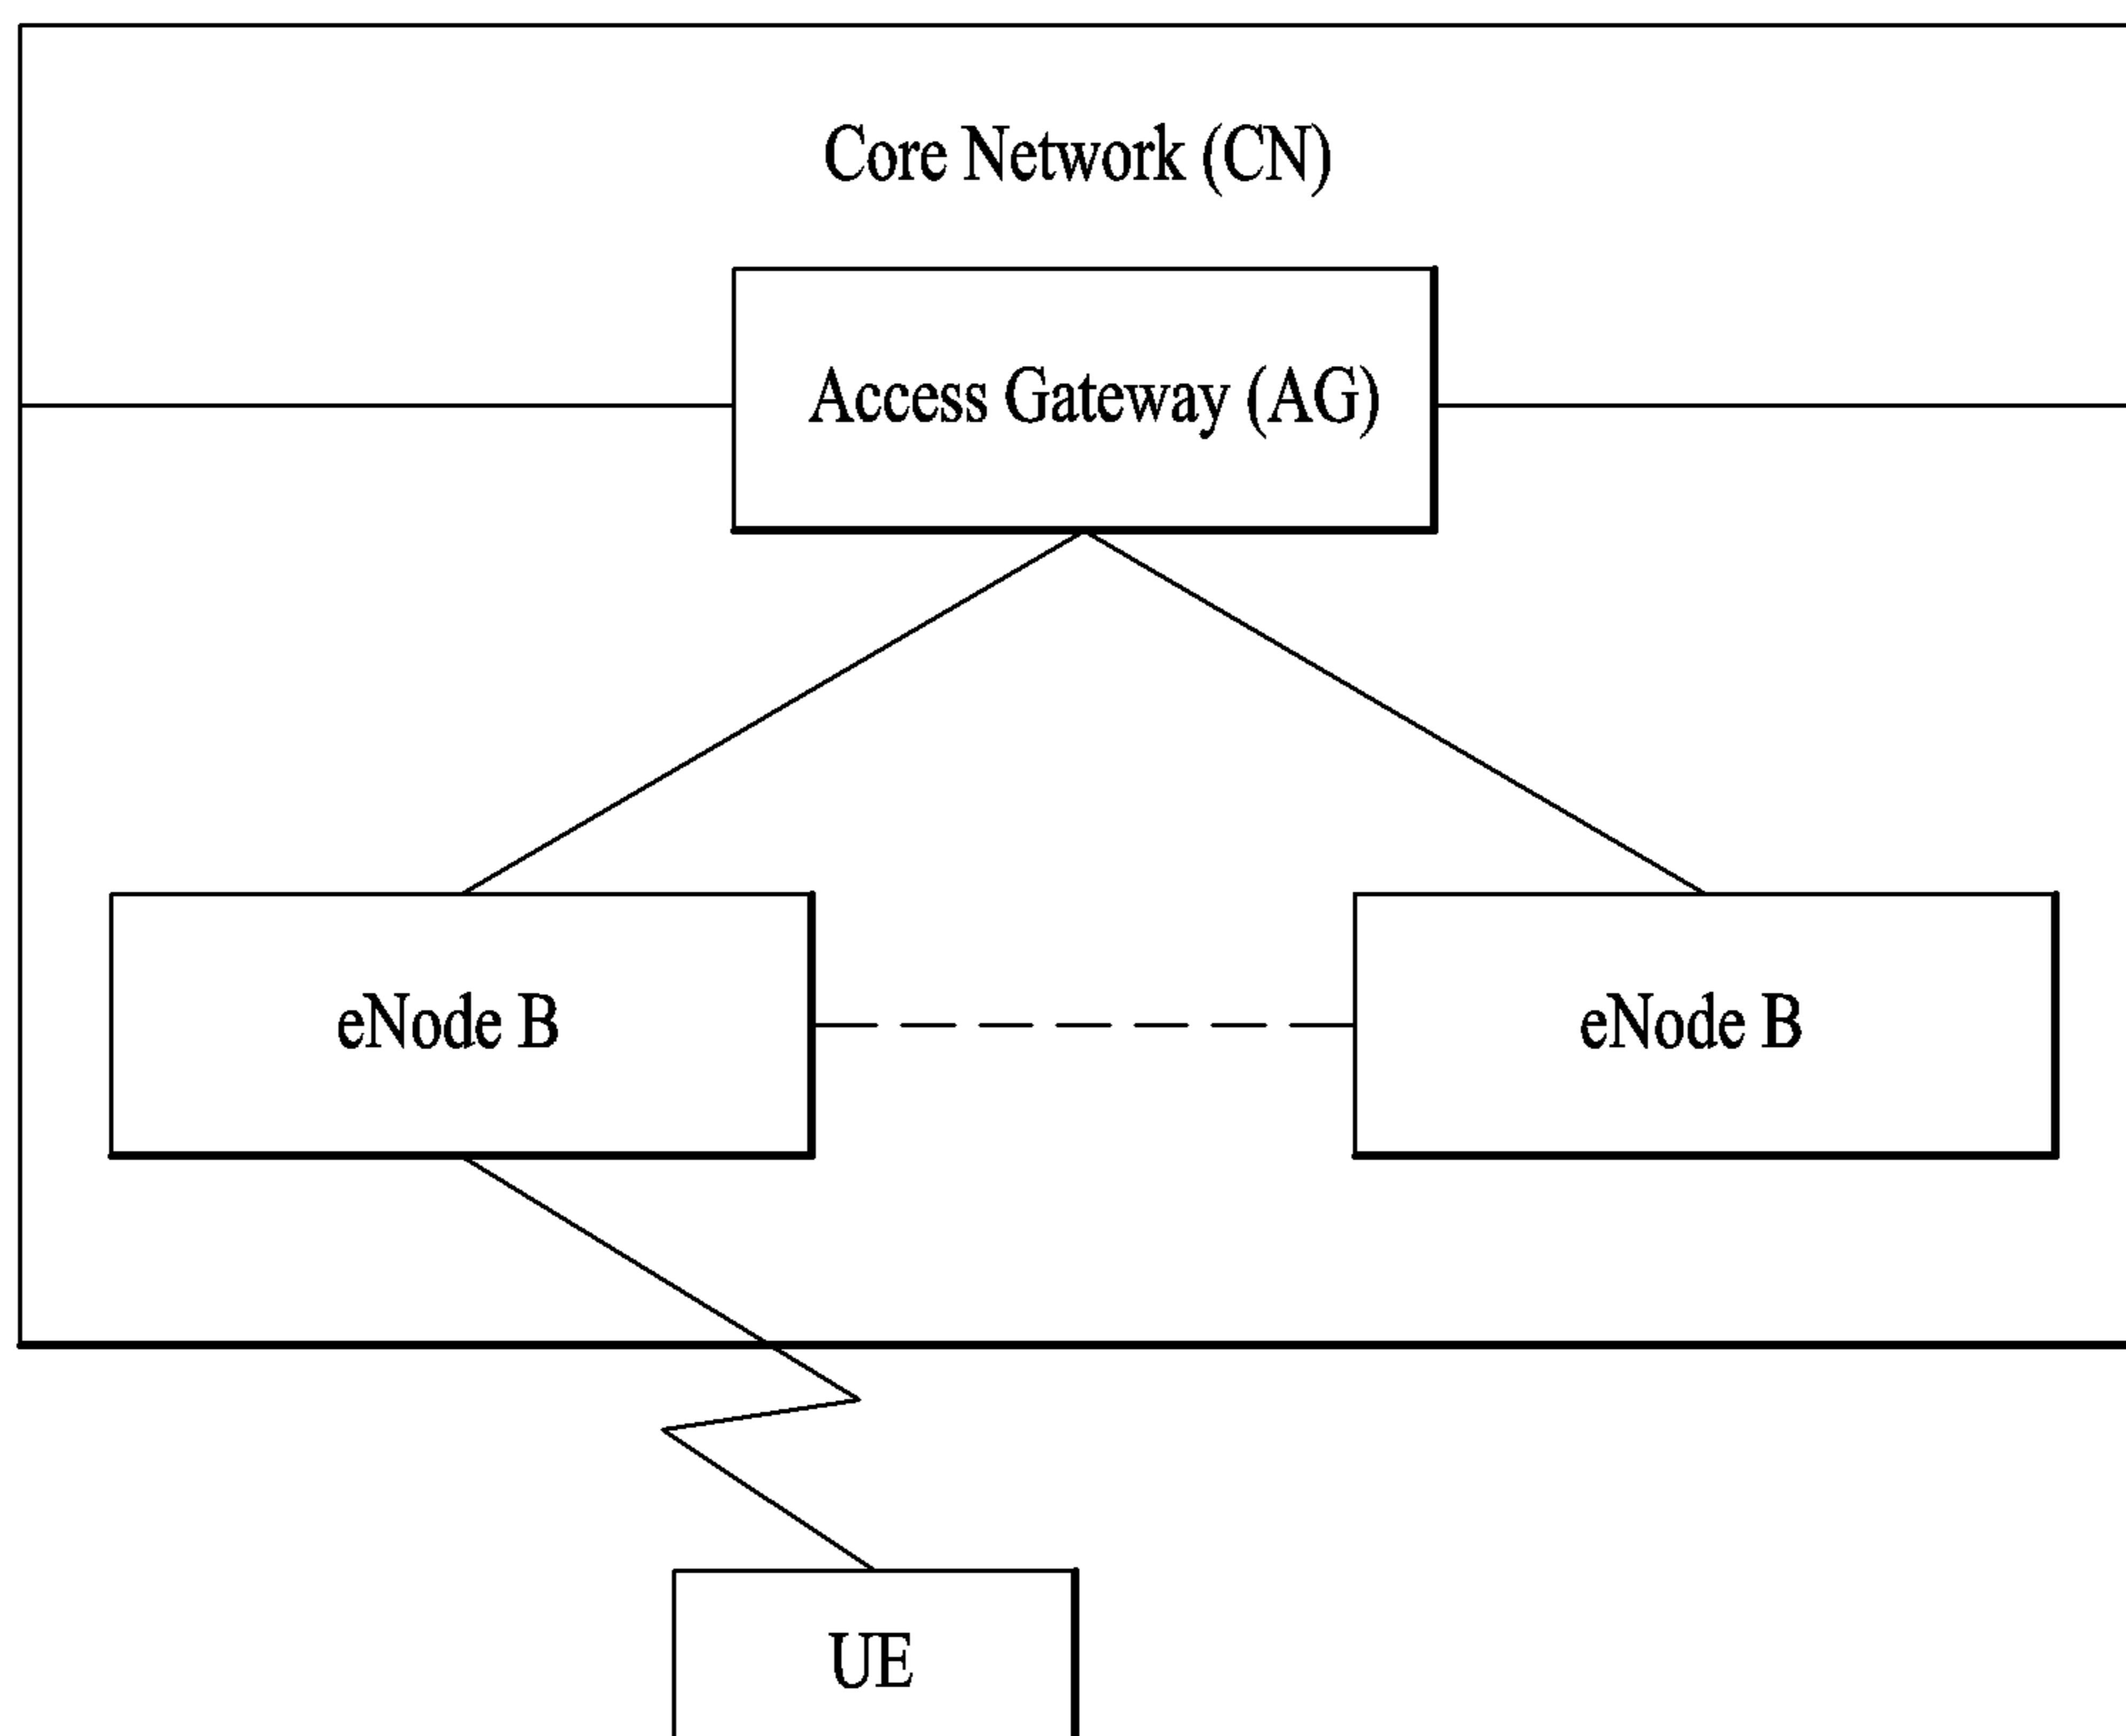 Core Network (CN)
Access Gateway (AG)
eNode B
eNode B
UE